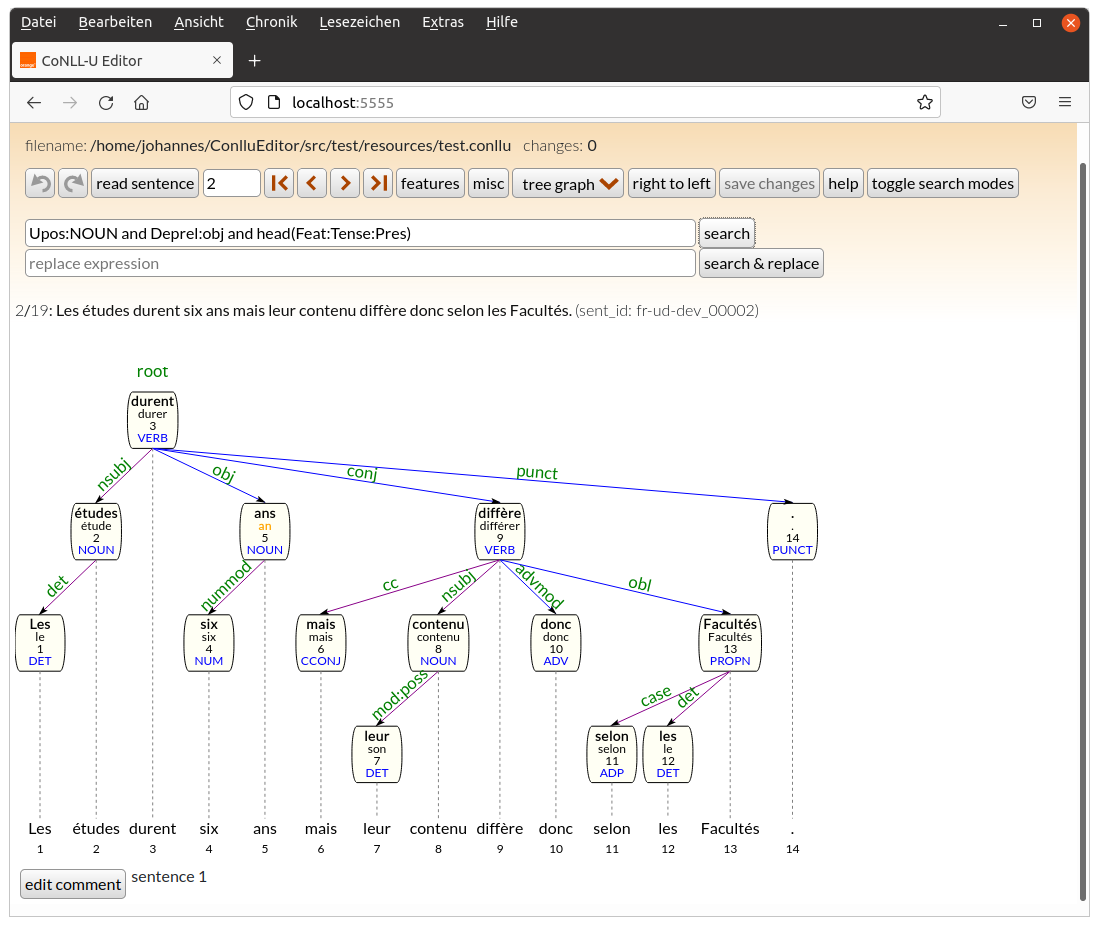 Datei Bearbeiten Ansicht Chronik Lesezeichen Extras Hilfe
CoNLL-U Editor
localhost:5555
filename: /home/johannes/ConlluEditor/src/test/resources/test.conllu changes: 0
read sentence 2 features misc tree graph right to left save changes help toggle search modes
Upos:NOUN and Deprel:obj and head(Feat:Tense:Pres) search
replace expression search & replace
2/19: Les études durent six ans mais leur contenu diffère donc selon les Facultés. (sent_id: fr-ud-dev_00002)
root
durent
durer
3
VERB
nsubj obj conj punct
études ans diffère .
étude an différer .
2 5 9 14
NOUN NOUN VERB PUNCT
det nummod cc nsubj advmod obl
Les six mais contenu donc Facultés
le six mais contenu donc Facultés
1 4 6 8 10 13
DET NUM CCONJ NOUN ADV PROPN
mod:poss case det
leur selon les
son selon le
7 11 12
DET ADP DET
Les études durent six ans mais leur contenu diffère donc selon les Facultés .
1 2 3 4 5 6 7 8 9 10 11 12 13 14
edit comment sentence 1